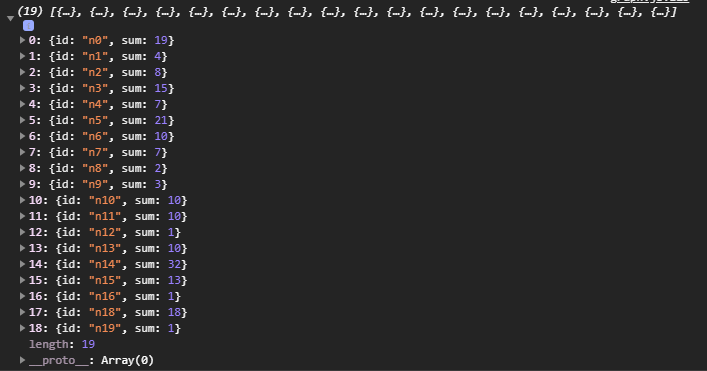 (19) [{…}, {…}, {…}, {…}, {…}, {…}, {…}, {…}, {…}, {…}, {…}, {…}, {…}, {…}, {…}, {…}, {…}, {…}, {…}]
0: {id: "n0", sum: 19}
1: {id: "n1", sum: 4}
2: {id: "n2", sum: 8}
3: {id: "n3", sum: 15}
4: {id: "n4", sum: 7}
5: {id: "n5", sum: 21}
6: {id: "n6", sum: 10}
7: {id: "n7", sum: 7}
8: {id: "n8", sum: 2}
9: {id: "n9", sum: 3}
10: {id: "n10", sum: 10}
11: {id: "n11", sum: 10}
12: {id: "n12", sum: 1}
13: {id: "n13", sum: 10}
14: {id: "n14", sum: 32}
15: {id: "n15", sum: 13}
16: {id: "n16", sum: 1}
17: {id: "n18", sum: 18}
18: {id: "n19", sum: 1}
length: 19
__proto__: Array(0)